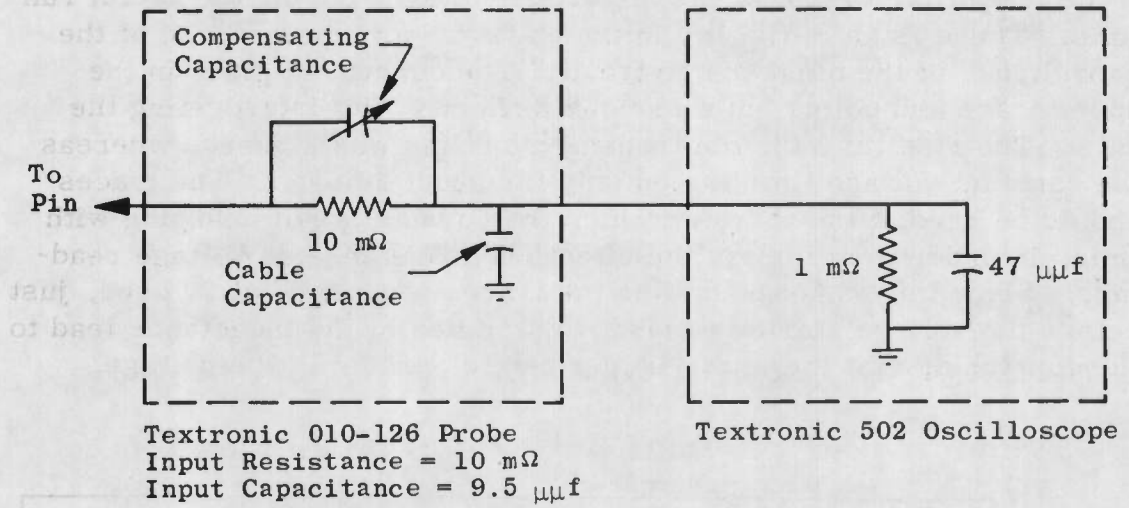 Compensating
Capacitance
To
Pin
10 mΩ
Cable
Capacitance
1 mΩ
47 μμf
Textronic 010-126 Probe
Input Resistance = 10 mΩ
Input Capacitance = 9.5 μμf
Textronic 502 Oscilloscope